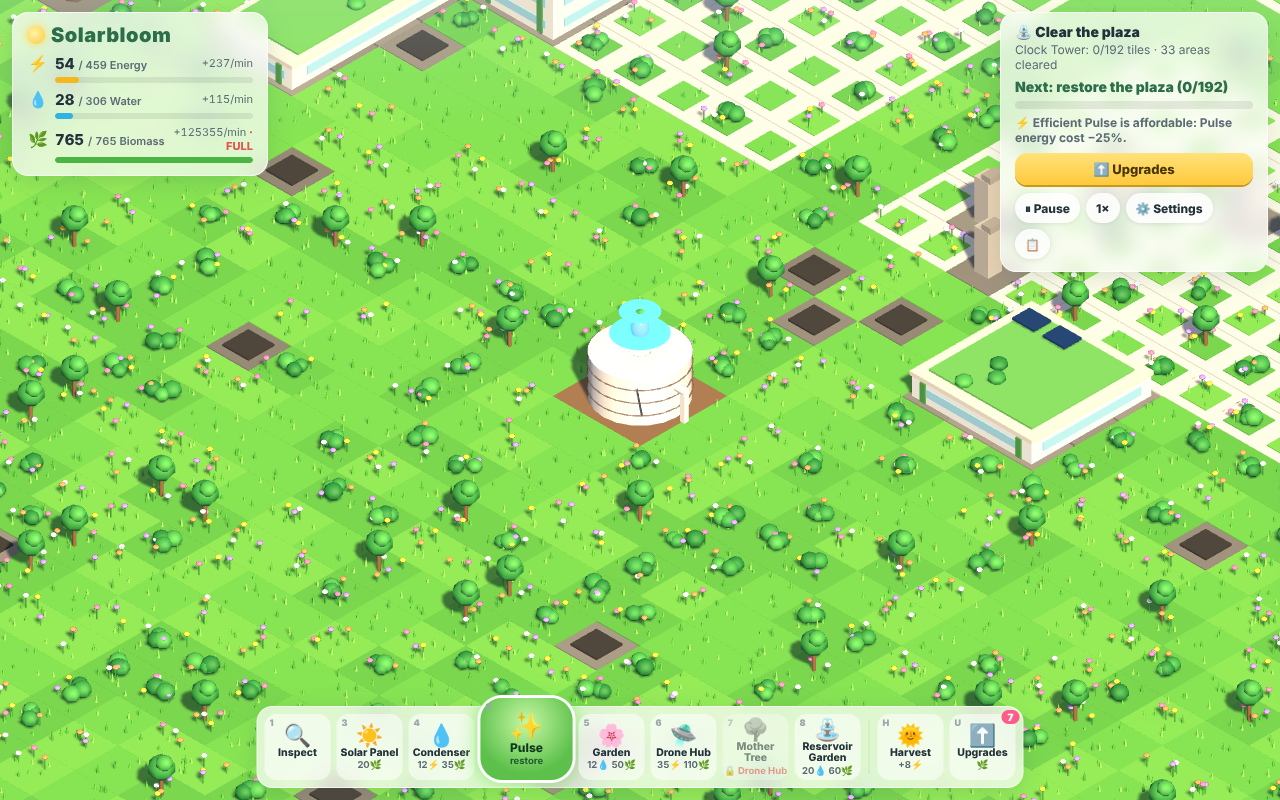 Solarbloom
⚡ 54 / 459 Energy +237/min
💧 28 / 306 Water +115/min
🌿 765 / 765 Biomass +125355/min · FULL
⛲ Clear the plaza
Clock Tower: 0/192 tiles · 33 areas
cleared
Next: restore the plaza (0/192)
⚡ Efficient Pulse is affordable: Pulse
energy cost −25%.
⬆️ Upgrades
⏸ Pause
1×
⚙️ Settings
📋
1 Inspect
3 Solar Panel 20🌿
4 Condenser 12⚡ 35🌿
✨ Pulse restore
5 Garden 12💧 50🌿
6 Drone Hub 35⚡ 110🌿
7 Mother Tree 🔒 Drone Hub
8 Reservoir Garden 20💧 60🌿
H Harvest +8⚡
U Upgrades 🌿 7